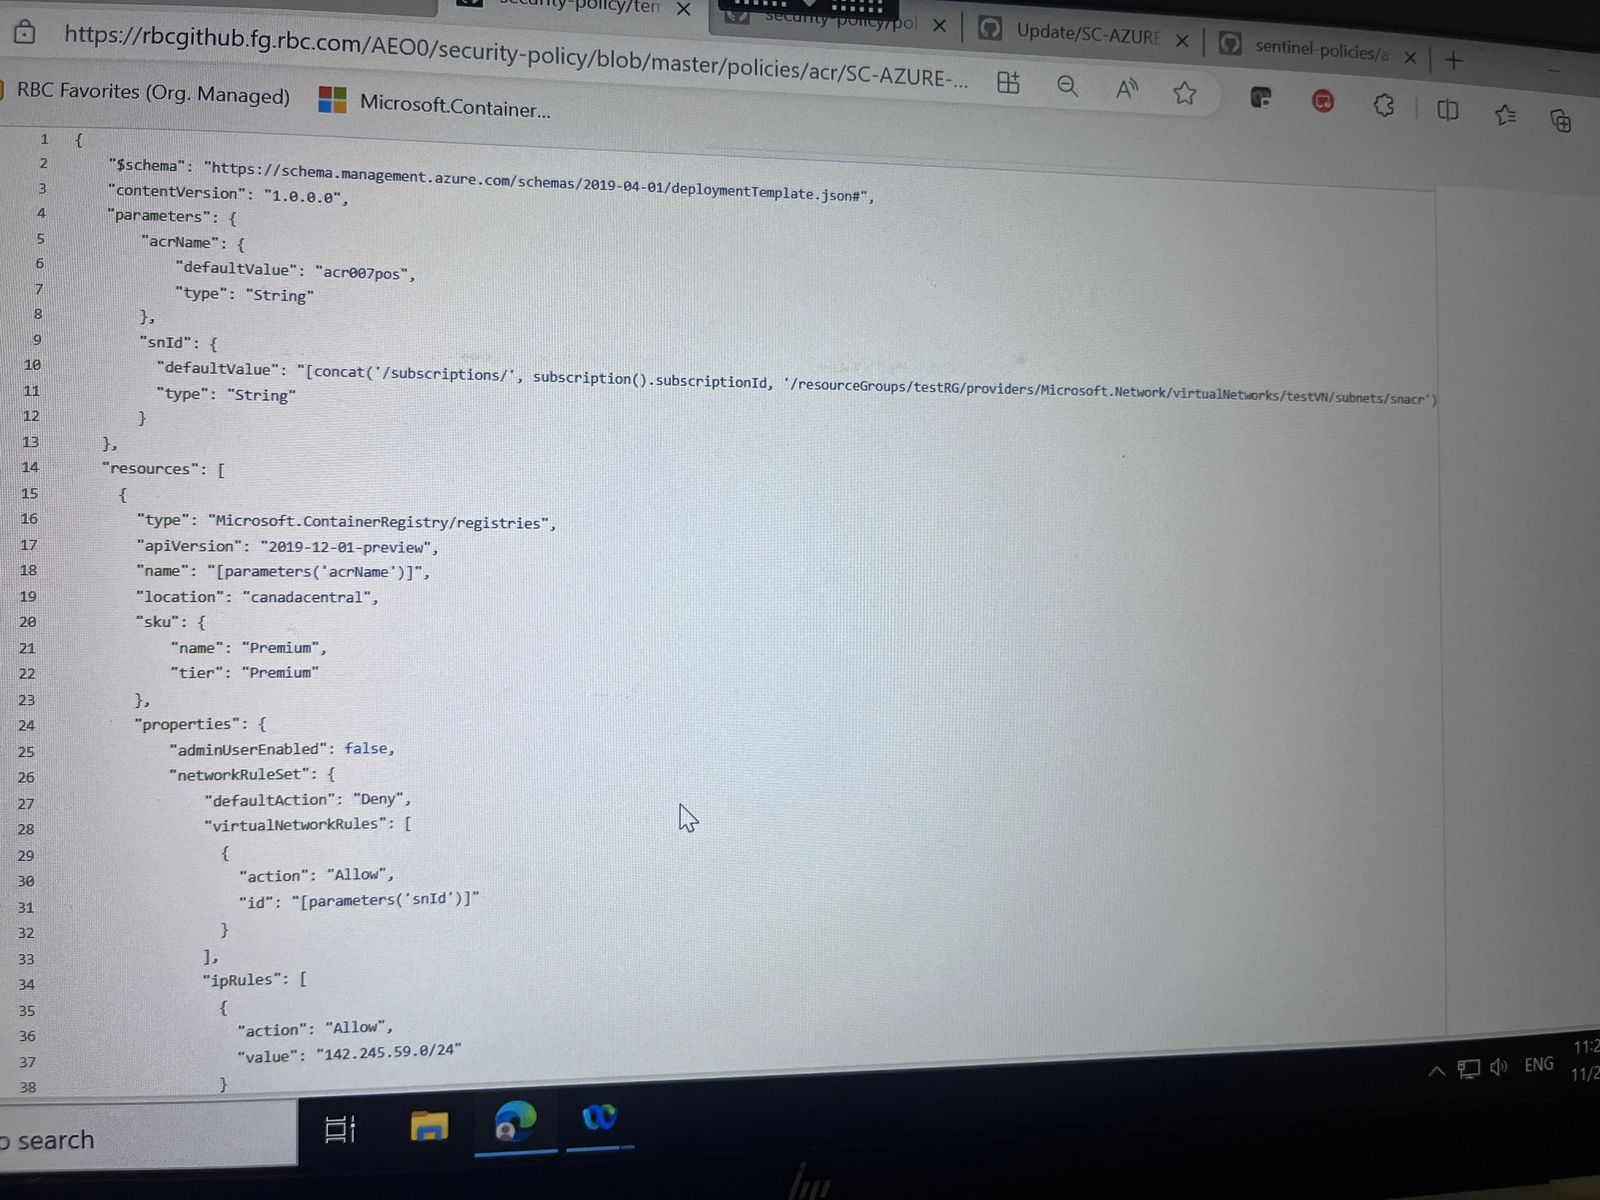 security-policy/ten
security-policy/pol
Update/SC-AZURE
sentinel-policies/a
https://rbcgithub.fg.rbc.com/AEO0/security-policy/blob/master/policies/acr/SC-AZURE-...
RBC Favorites (Org. Managed)
Microsoft.Container...
1 {
2 "$schema": "https://schema.management.azure.com/schemas/2019-04-01/deploymentTemplate.json#",
3 "contentVersion": "1.0.0.0",
4 "parameters": {
5 "acrName": {
6 "defaultValue": "acr007pos",
7 "type": "String"
8 },
9 "snId": {
10 "defaultValue": "[concat('/subscriptions/', subscription().subscriptionId, '/resourceGroups/testRG/providers/Microsoft.Network/virtualNetworks/testVN/subnets/snacr')
11 "type": "String"
12 }
13 },
14 "resources": [
15 {
16 "type": "Microsoft.ContainerRegistry/registries",
17 "apiVersion": "2019-12-01-preview",
18 "name": "[parameters('acrName')]",
19 "location": "canadacentral",
20 "sku": {
21 "name": "Premium",
22 "tier": "Premium"
23 },
24 "properties": {
25 "adminUserEnabled": false,
26 "networkRuleSet": {
27 "defaultAction": "Deny",
28 "virtualNetworkRules": [
29 {
30 "action": "Allow",
31 "id": "[parameters('snId')]"
32 }
33 ],
34 "ipRules": [
35 {
36 "action": "Allow",
37 "value": "142.245.59.0/24"
38 }
ENG
11:2
11/2
o search
hp